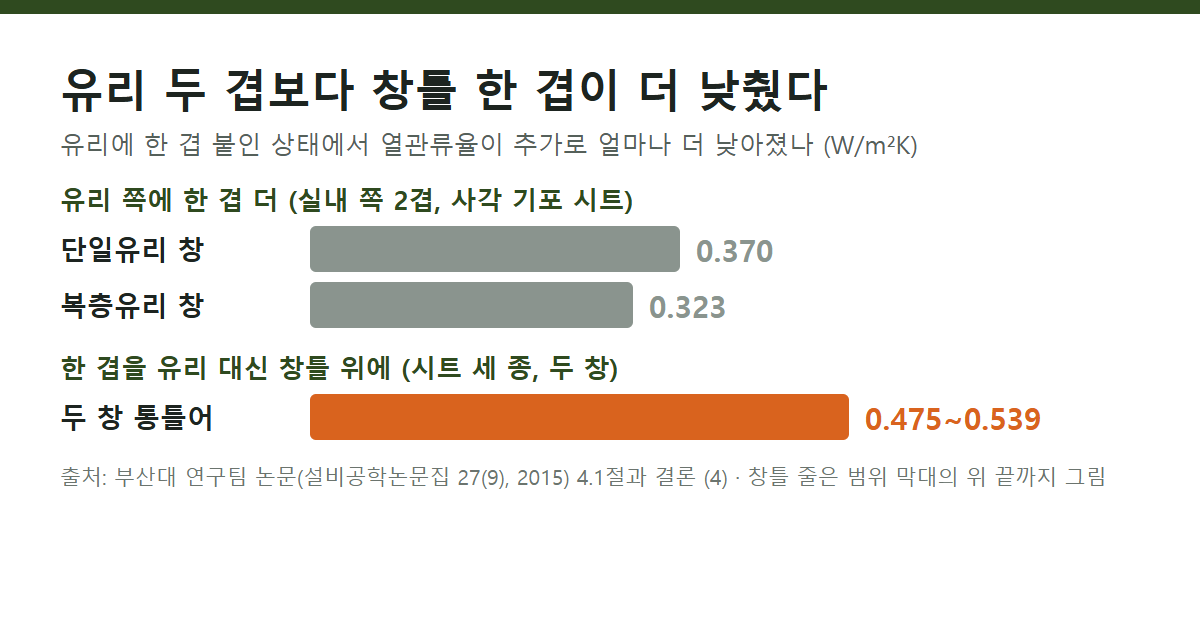 유리 두 겹보다 창틀 한 겹이 더 낮췄다
유리에 한 겹 붙인 상태에서 열관류율이 추가로 얼마나 더 낮아졌나 (W/m²K)
유리 쪽에 한 겹 더 (실내 쪽 2겹, 사각 기포 시트)
단일유리 창 0.370
복층유리 창 0.323
한 겹을 유리 대신 창틀 위에 (시트 세 종, 두 창)
두 창 통틀어 0.475~0.539
출처: 부산대 연구팀 논문(설비공학논문집 27(9), 2015) 4.1절과 결론 (4) · 창틀 줄은 범위 막대의 위 끝까지 그림